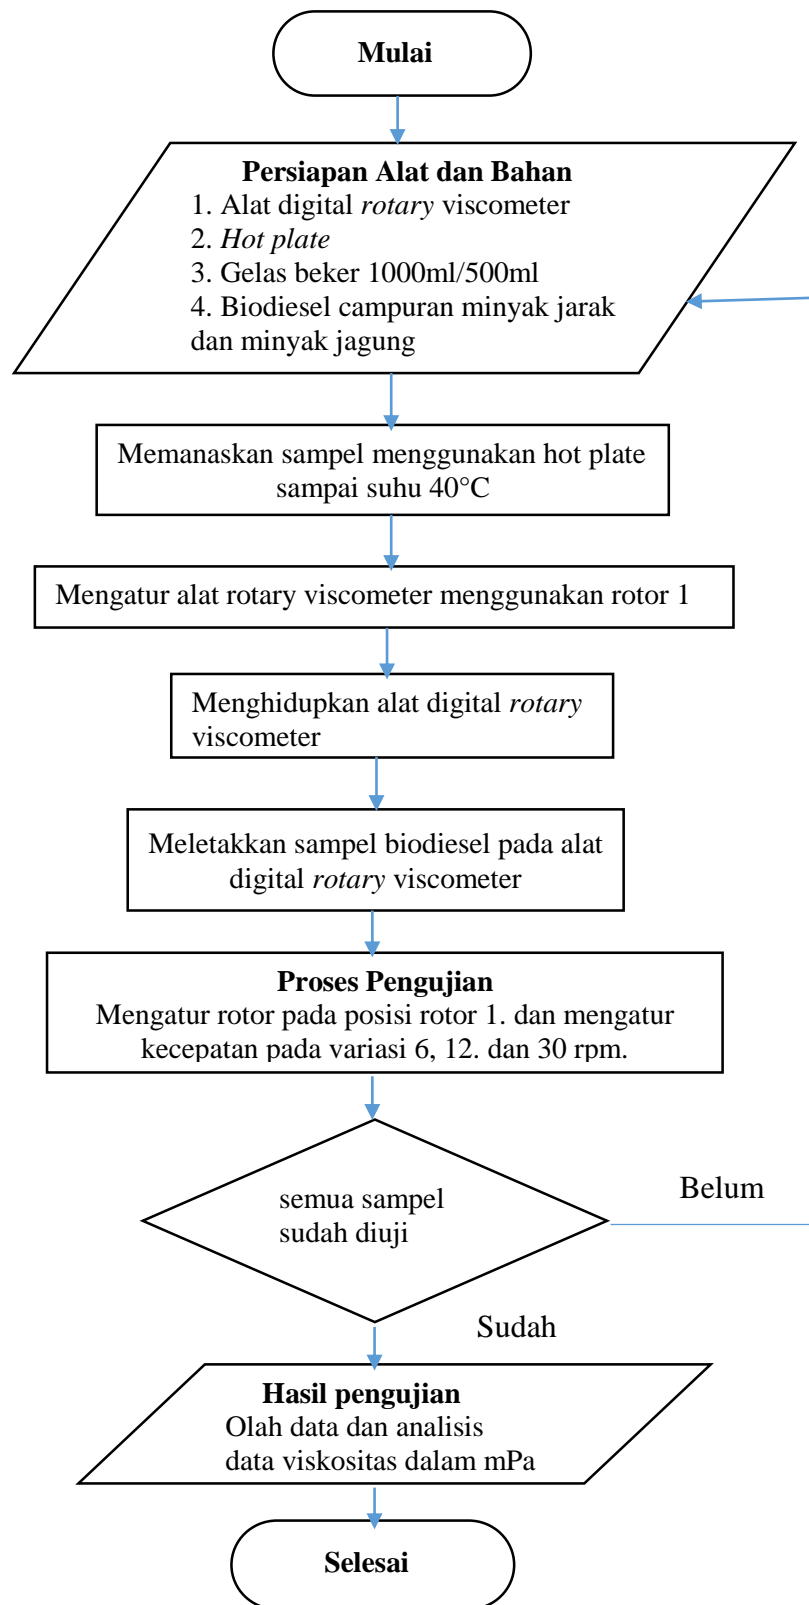 Mulai
Persiapan Alat dan Bahan
1. Alat digital rotary viscometer
2. Hot plate
3. Gelas beker 1000ml/500ml
4. Biodiesel campuran minyak jarak
dan minyak jagung
Memanaskan sampel menggunakan hot plate
sampai suhu 40°C
Mengatur alat rotary viscometer menggunakan rotor 1
Menghidupkan alat digital rotary
viscometer
Meletakkan sampel biodiesel pada alat
digital rotary viscometer
Proses Pengujian
Mengatur rotor pada posisi rotor 1. dan mengatur
kecepatan pada variasi 6, 12. dan 30 rpm.
semua sampel
sudah diuji
Belum
Sudah
Hasil pengujian
Olah data dan analisis
data viskositas dalam mPa
Selesai